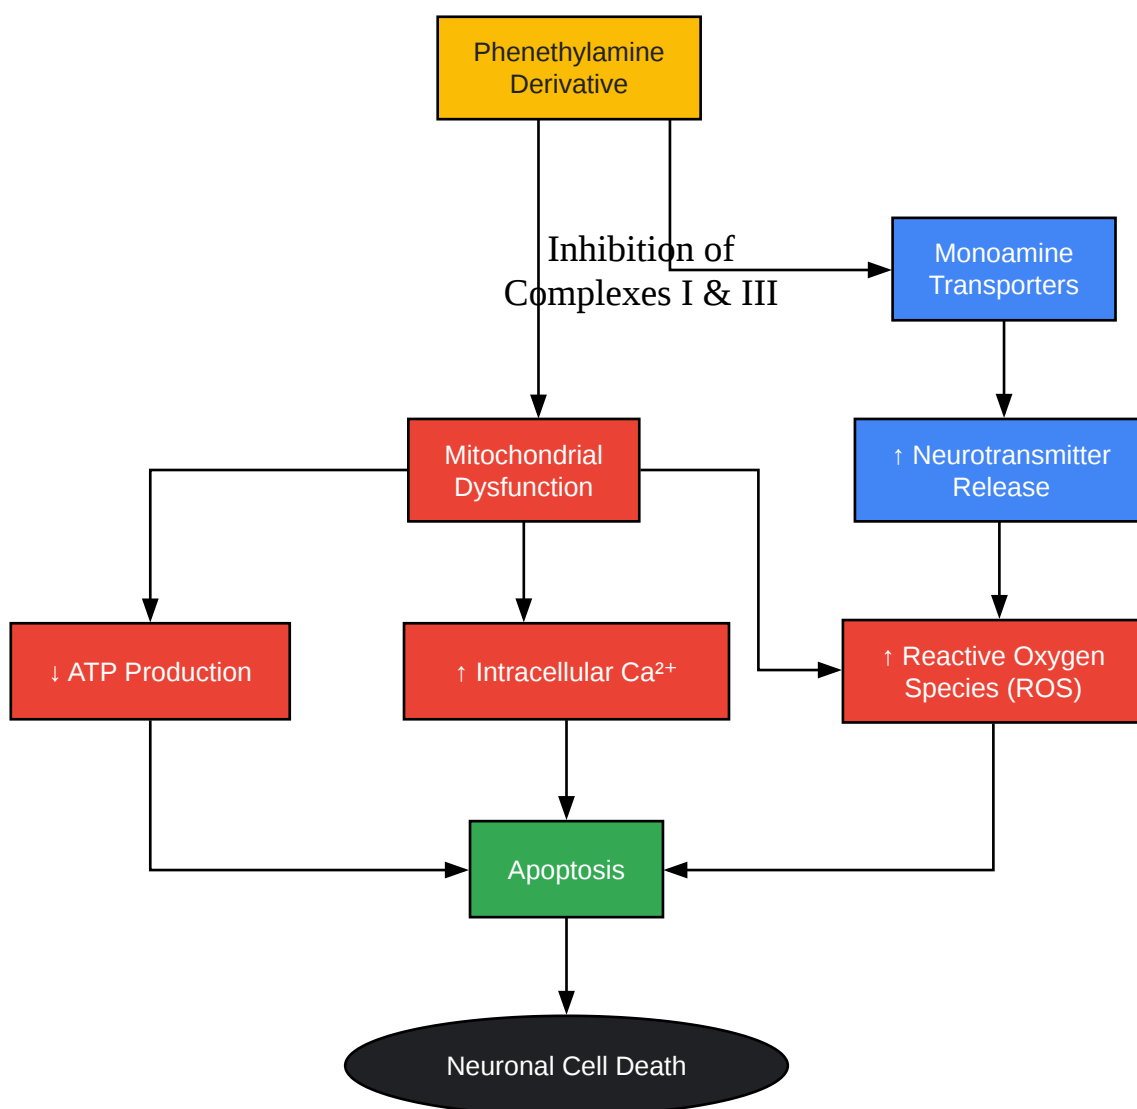 Phenethylamine
Derivative
Inhibition of
Complexes I & III
Monoamine
Transporters
Mitochondrial
Dysfunction
↑ Neurotransmitter
Release
↓ ATP Production
↑ Intracellular Ca²⁺
↑ Reactive Oxygen
Species (ROS)
Apoptosis
Neuronal Cell Death